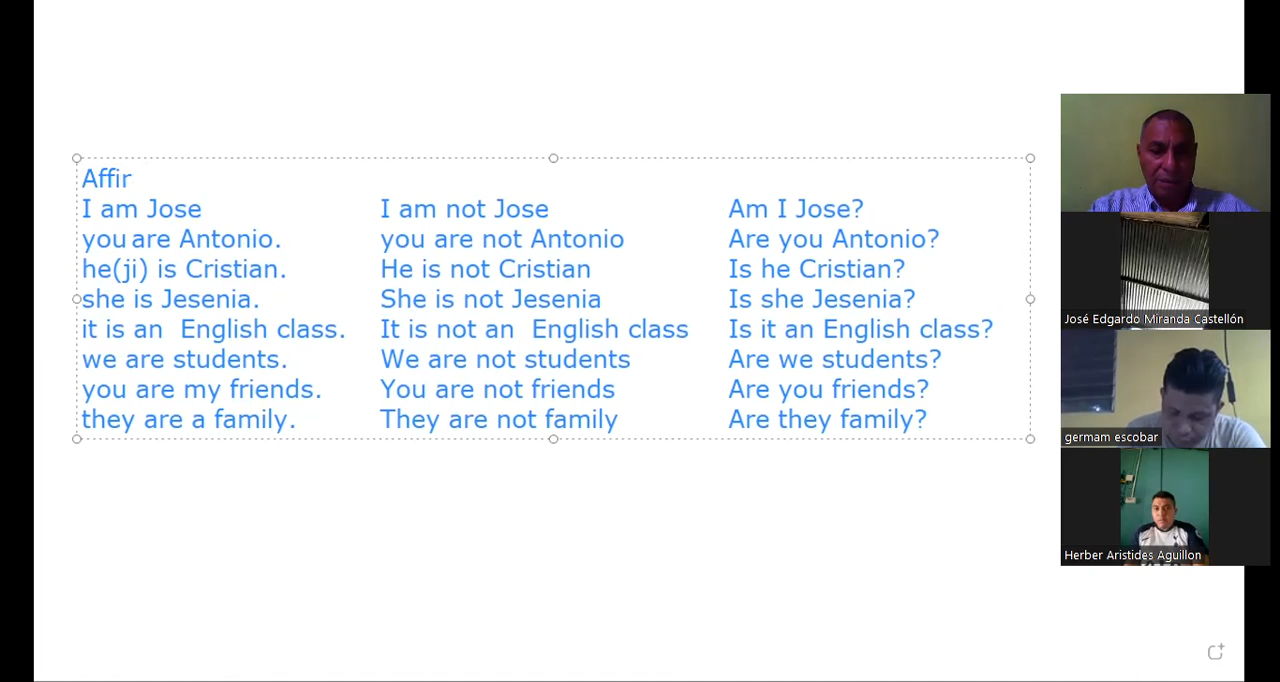 Affir
I am Jose I am not Jose Am I Jose?
you are Antonio. you are not Antonio Are you Antonio?
he(ji) is Cristian. He is not Cristian Is he Cristian?
she is Jesenia. She is not Jesenia Is she Jesenia?
it is an  English class. It is not an  English class Is it an English class?
we are students. We are not students Are we students?
you are my friends. You are not friends Are you friends?
they are a family. They are not family Are they family?
José Edgardo Miranda Castellón
germam escobar
Herber Aristides Aguillon